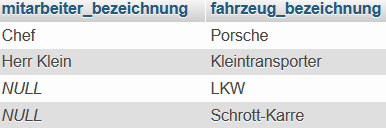 mitarbeiter_bezeichnung fahrzeug_bezeichnung
Chef Porsche
Herr Klein Kleintransporter
NULL LKW
NULL Schrott-Karre